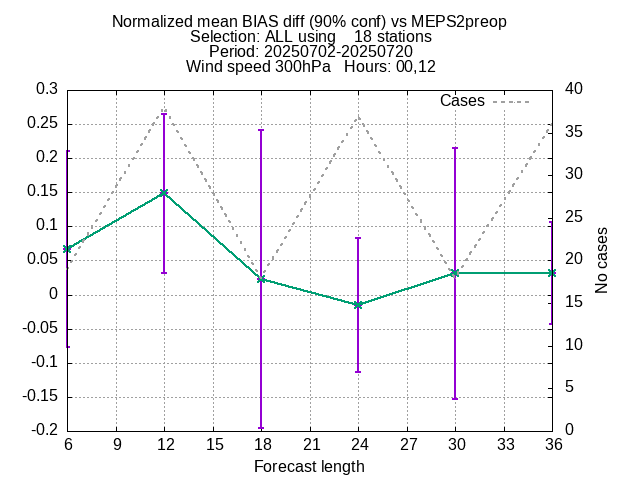 Normalized mean BIAS diff (90% conf) vs MEPS2preop
Selection: ALL using    18 stations
Period: 20250702-20250720
Wind speed 300hPa   Hours: 00,12
Cases
0.3
0.25
0.2
0.15
0.1
0.05
0
-0.05
-0.1
-0.15
-0.2
40
35
30
25
20
15
10
5
0
No cases
6 9 12 15 18 21 24 27 30 33 36
Forecast length